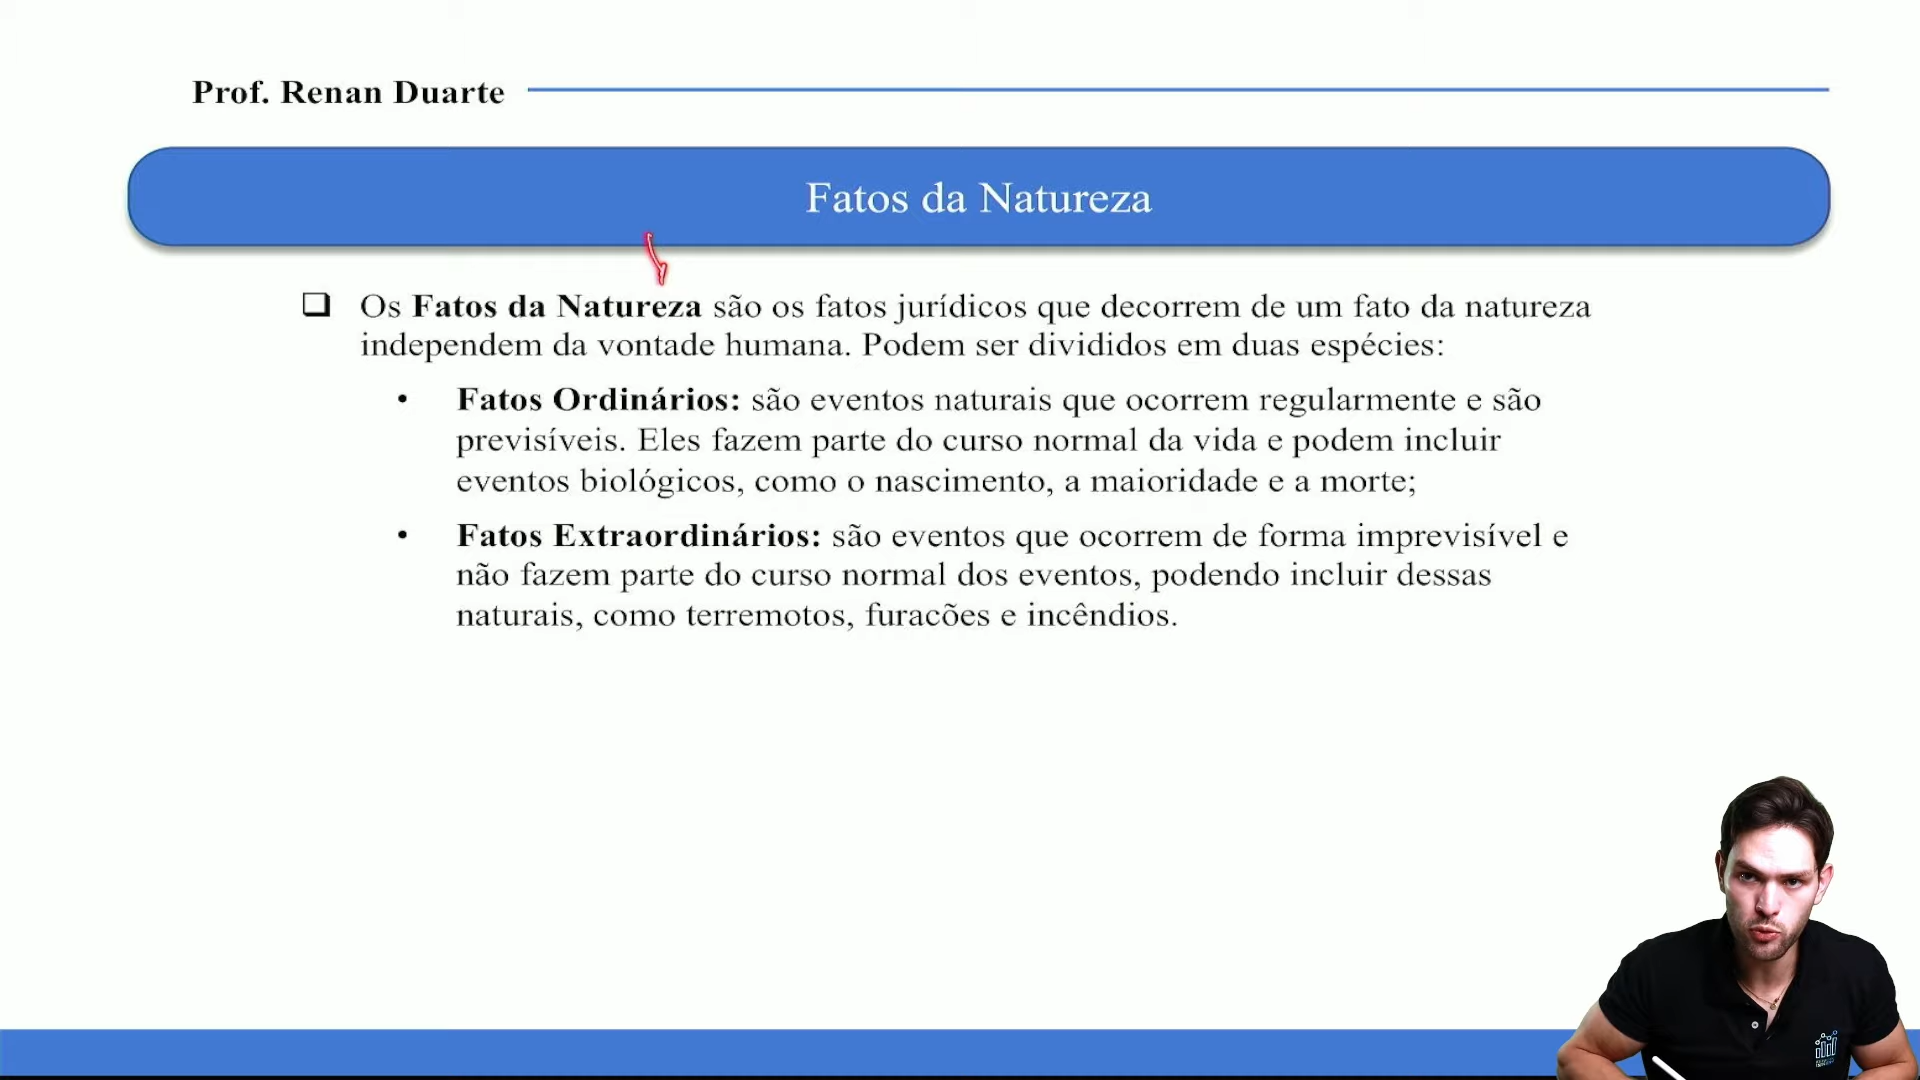 Prof. Renan Duarte
Fatos da Natureza
❑ Os Fatos da Natureza são os fatos jurídicos que decorrem de um fato da natureza
independem da vontade humana. Podem ser divididos em duas espécies:
• Fatos Ordinários: são eventos naturais que ocorrem regularmente e são
previsíveis. Eles fazem parte do curso normal da vida e podem incluir
eventos biológicos, como o nascimento, a maioridade e a morte;
• Fatos Extraordinários: são eventos que ocorrem de forma imprevisível e
não fazem parte do curso normal dos eventos, podendo incluir dessas
naturais, como terremotos, furacões e incêndios.